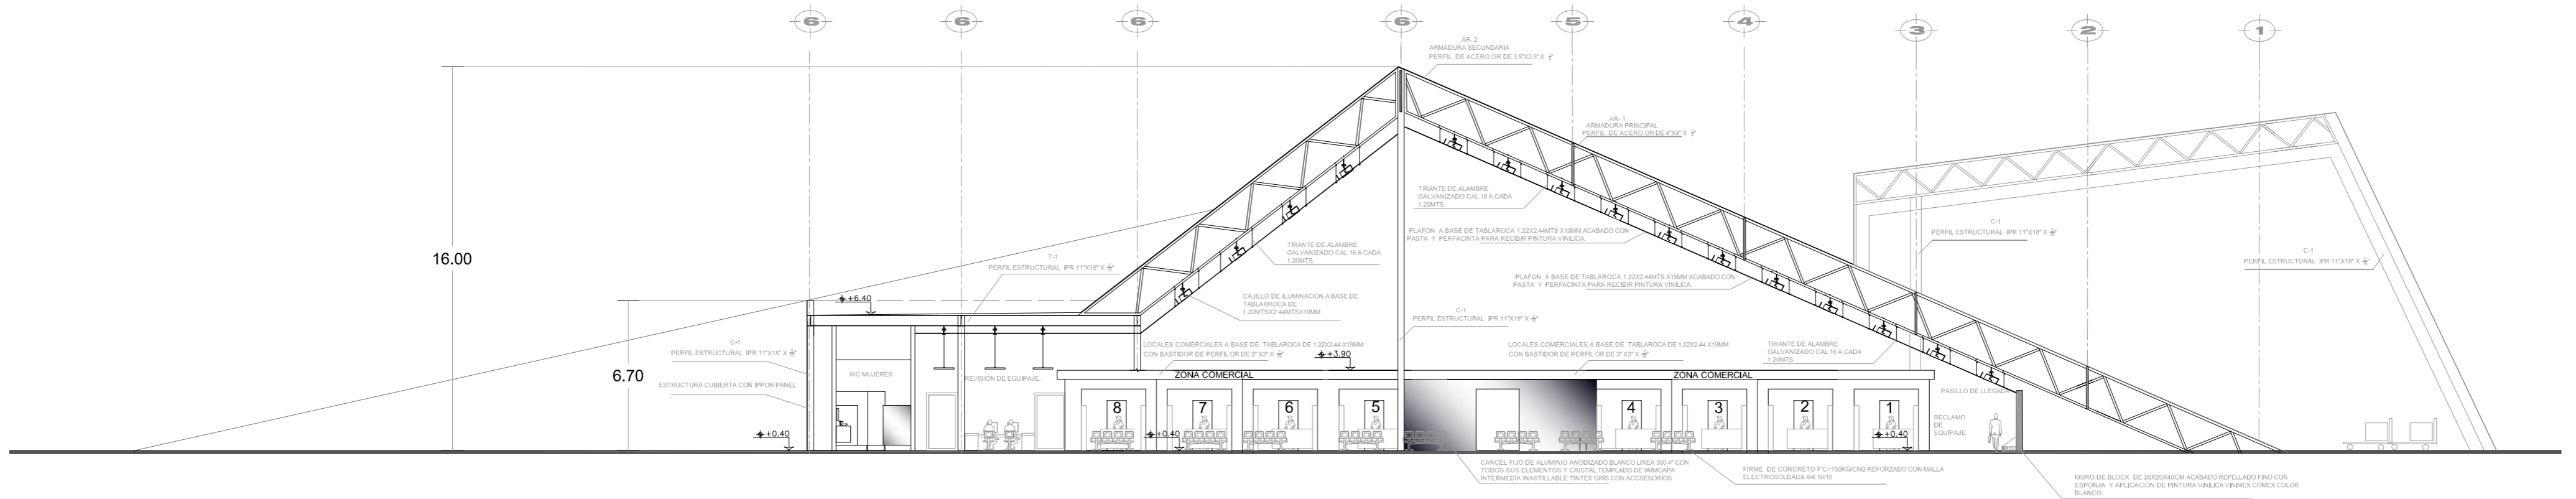 6
6
6
6
5
4
3
2
1
AR- 2
ARMADURA SECUNDARIA
PERFIL DE ACERO OR DE 3.5"X3.5" X
AR- 1
ARMADURA PRINCIPAL
PERFIL DE ACERO OR DE 4"X4" X
TIRANTE DE ALAMBRE
GALVANIZADO CAL 16 A CADA
1.20MTS.
PLAFON A BASE DE TABLAROCA 1.22X2.44MTS X19MM ACABADO CON
PASTA Y PERFACINTA PARA RECIBIR PINTURA VINILICA.
C-1
PERFIL ESTRUCTURAL IPR 11"X18" X
C-1
PERFIL ESTRUCTURAL IPR 11"X18" X
16.00
TIRANTE DE ALAMBRE
GALVANIZADO CAL 16 A CADA
1.20MTS.
T-1
PERFIL ESTRUCTURAL IPR 11"X18" X
PLAFON A BASE DE TABLAROCA 1.22X2.44MTS X19MM ACABADO CON
PASTA Y PERFACINTA PARA RECIBIR PINTURA VINILICA.
+6.40
CAJILLO DE ILUMINACION A BASE DE
TABLARROCA DE
1.22MTSX2.44MTSX19MM
C-1
PERFIL ESTRUCTURAL IPR 11"X18" X
C-1
PERFIL ESTRUCTURAL IPR 11"X18" X
LOCALES COMERCIALES A BASE DE TABLAROCA DE 1.22X2.44 X19MM
CON BASTIDOR DE PERFIL OR DE 3" X3" X
+3.90
LOCALES COMERCIALES A BASE DE TABLAROCA DE 1.22X2.44 X19MM
CON BASTIDOR DE PERFIL OR DE 3" X3" X
TIRANTE DE ALAMBRE
GALVANIZADO CAL 16 A CADA
1.20MTS.
6.70
ESTRUCTURA CUBIERTA CON IPPON PANEL
WC MUJERES.
REVISION DE EQUIPAJE
ZONA COMERCIAL
ZONA COMERCIAL
PASILLO DE LLEGADA
8
7
6
5
4
3
2
1
RECLAMO
DE
EQUIPAJE.
+0.40
+0.40
+0.40
CANCEL FIJO DE ALUMINIO ANODIZADO BLANCO LINEA 300 4" CON
TODOS SUS ELEMENTOS Y CRISTAL TEMPLADO DE 9MMCAPA
INTERMEDIA INASTILLABLE TINTEX GRIS CON ACCSESORIOS.
FIRME DE CONCRETO F'C=150KG/CM2 REFORZADO CON MALLA
ELECTROSOLDADA 6-6 10/10
MURO DE BLOCK DE 20X20X40CM ACABADO REPELLADO FINO CON
ESPONJA Y APLICACION DE PINTURA VINILICA VINIMEX COMEX COLOR
BLANCO.